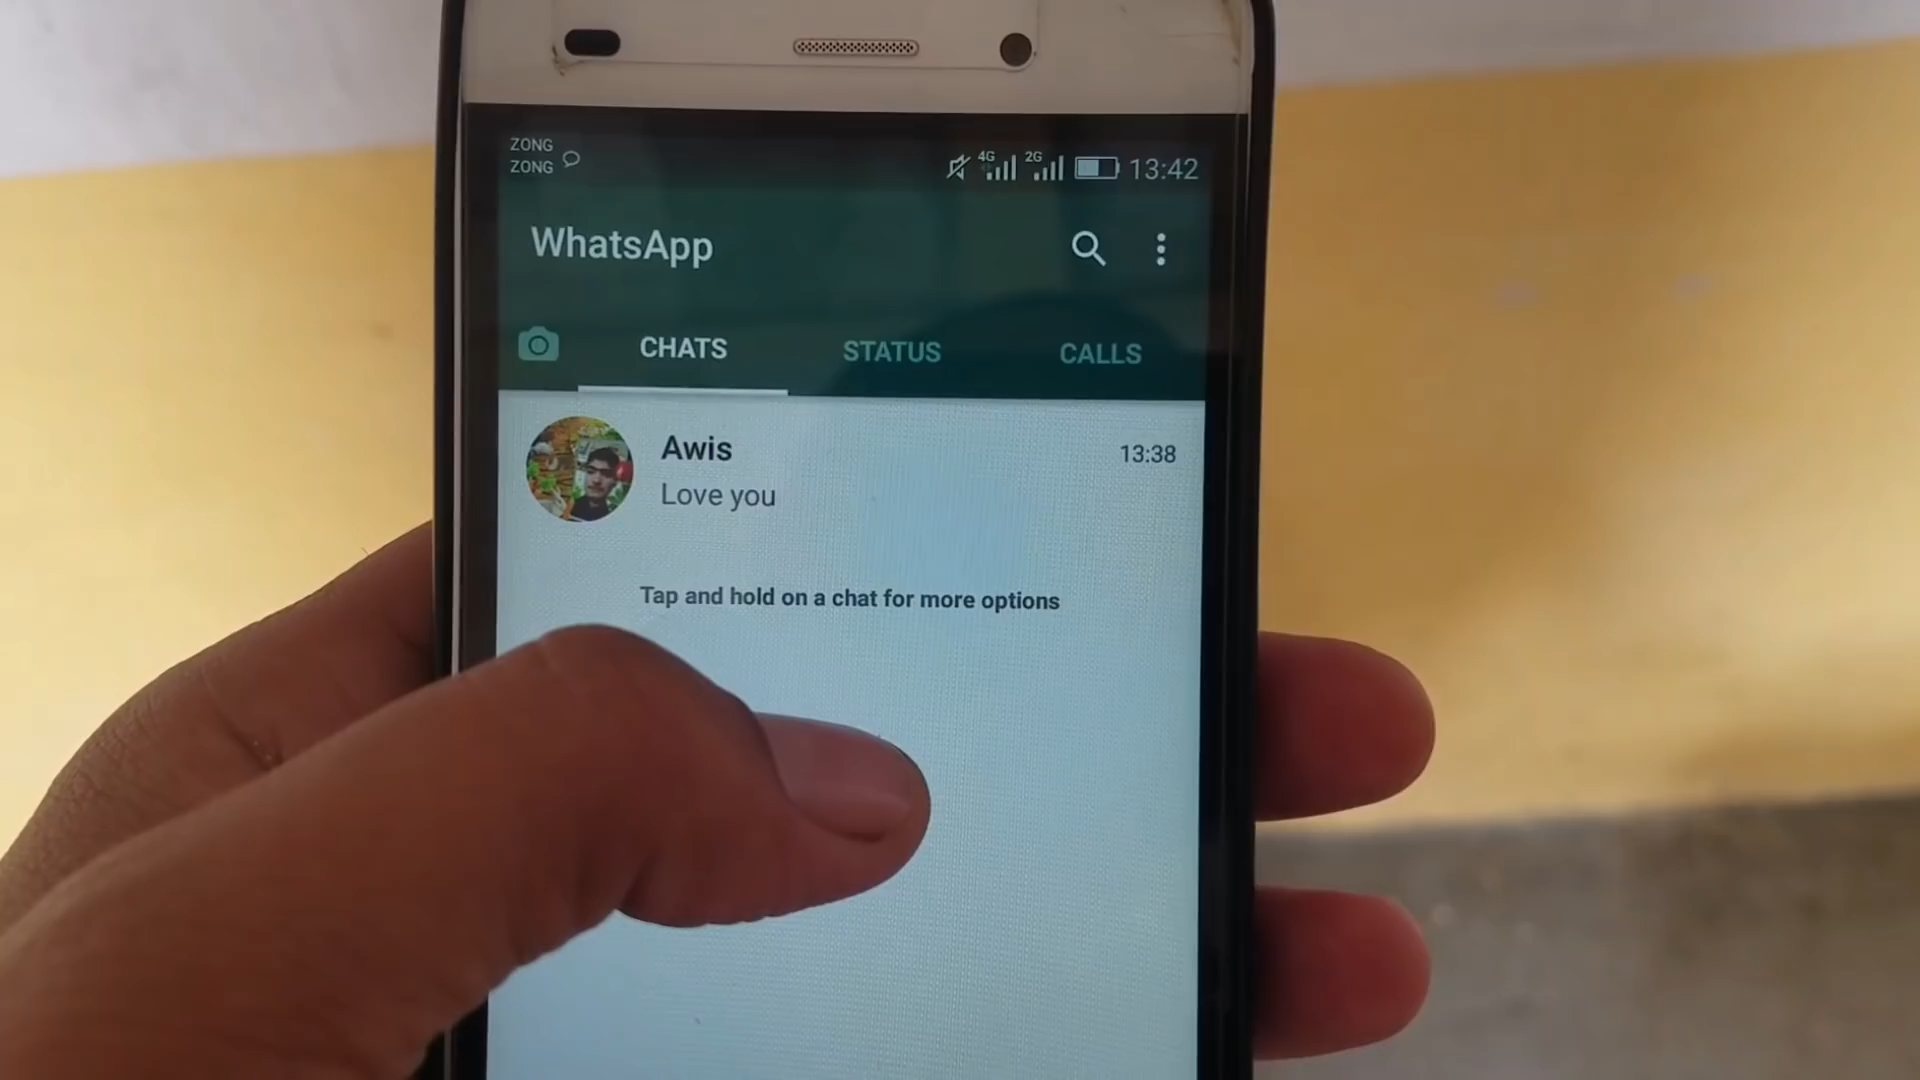 ZONG
ZONG
4G 2G 13:42
WhatsApp
CHATS STATUS CALLS
Awis 13:38
Love you
Tap and hold on a chat for more options